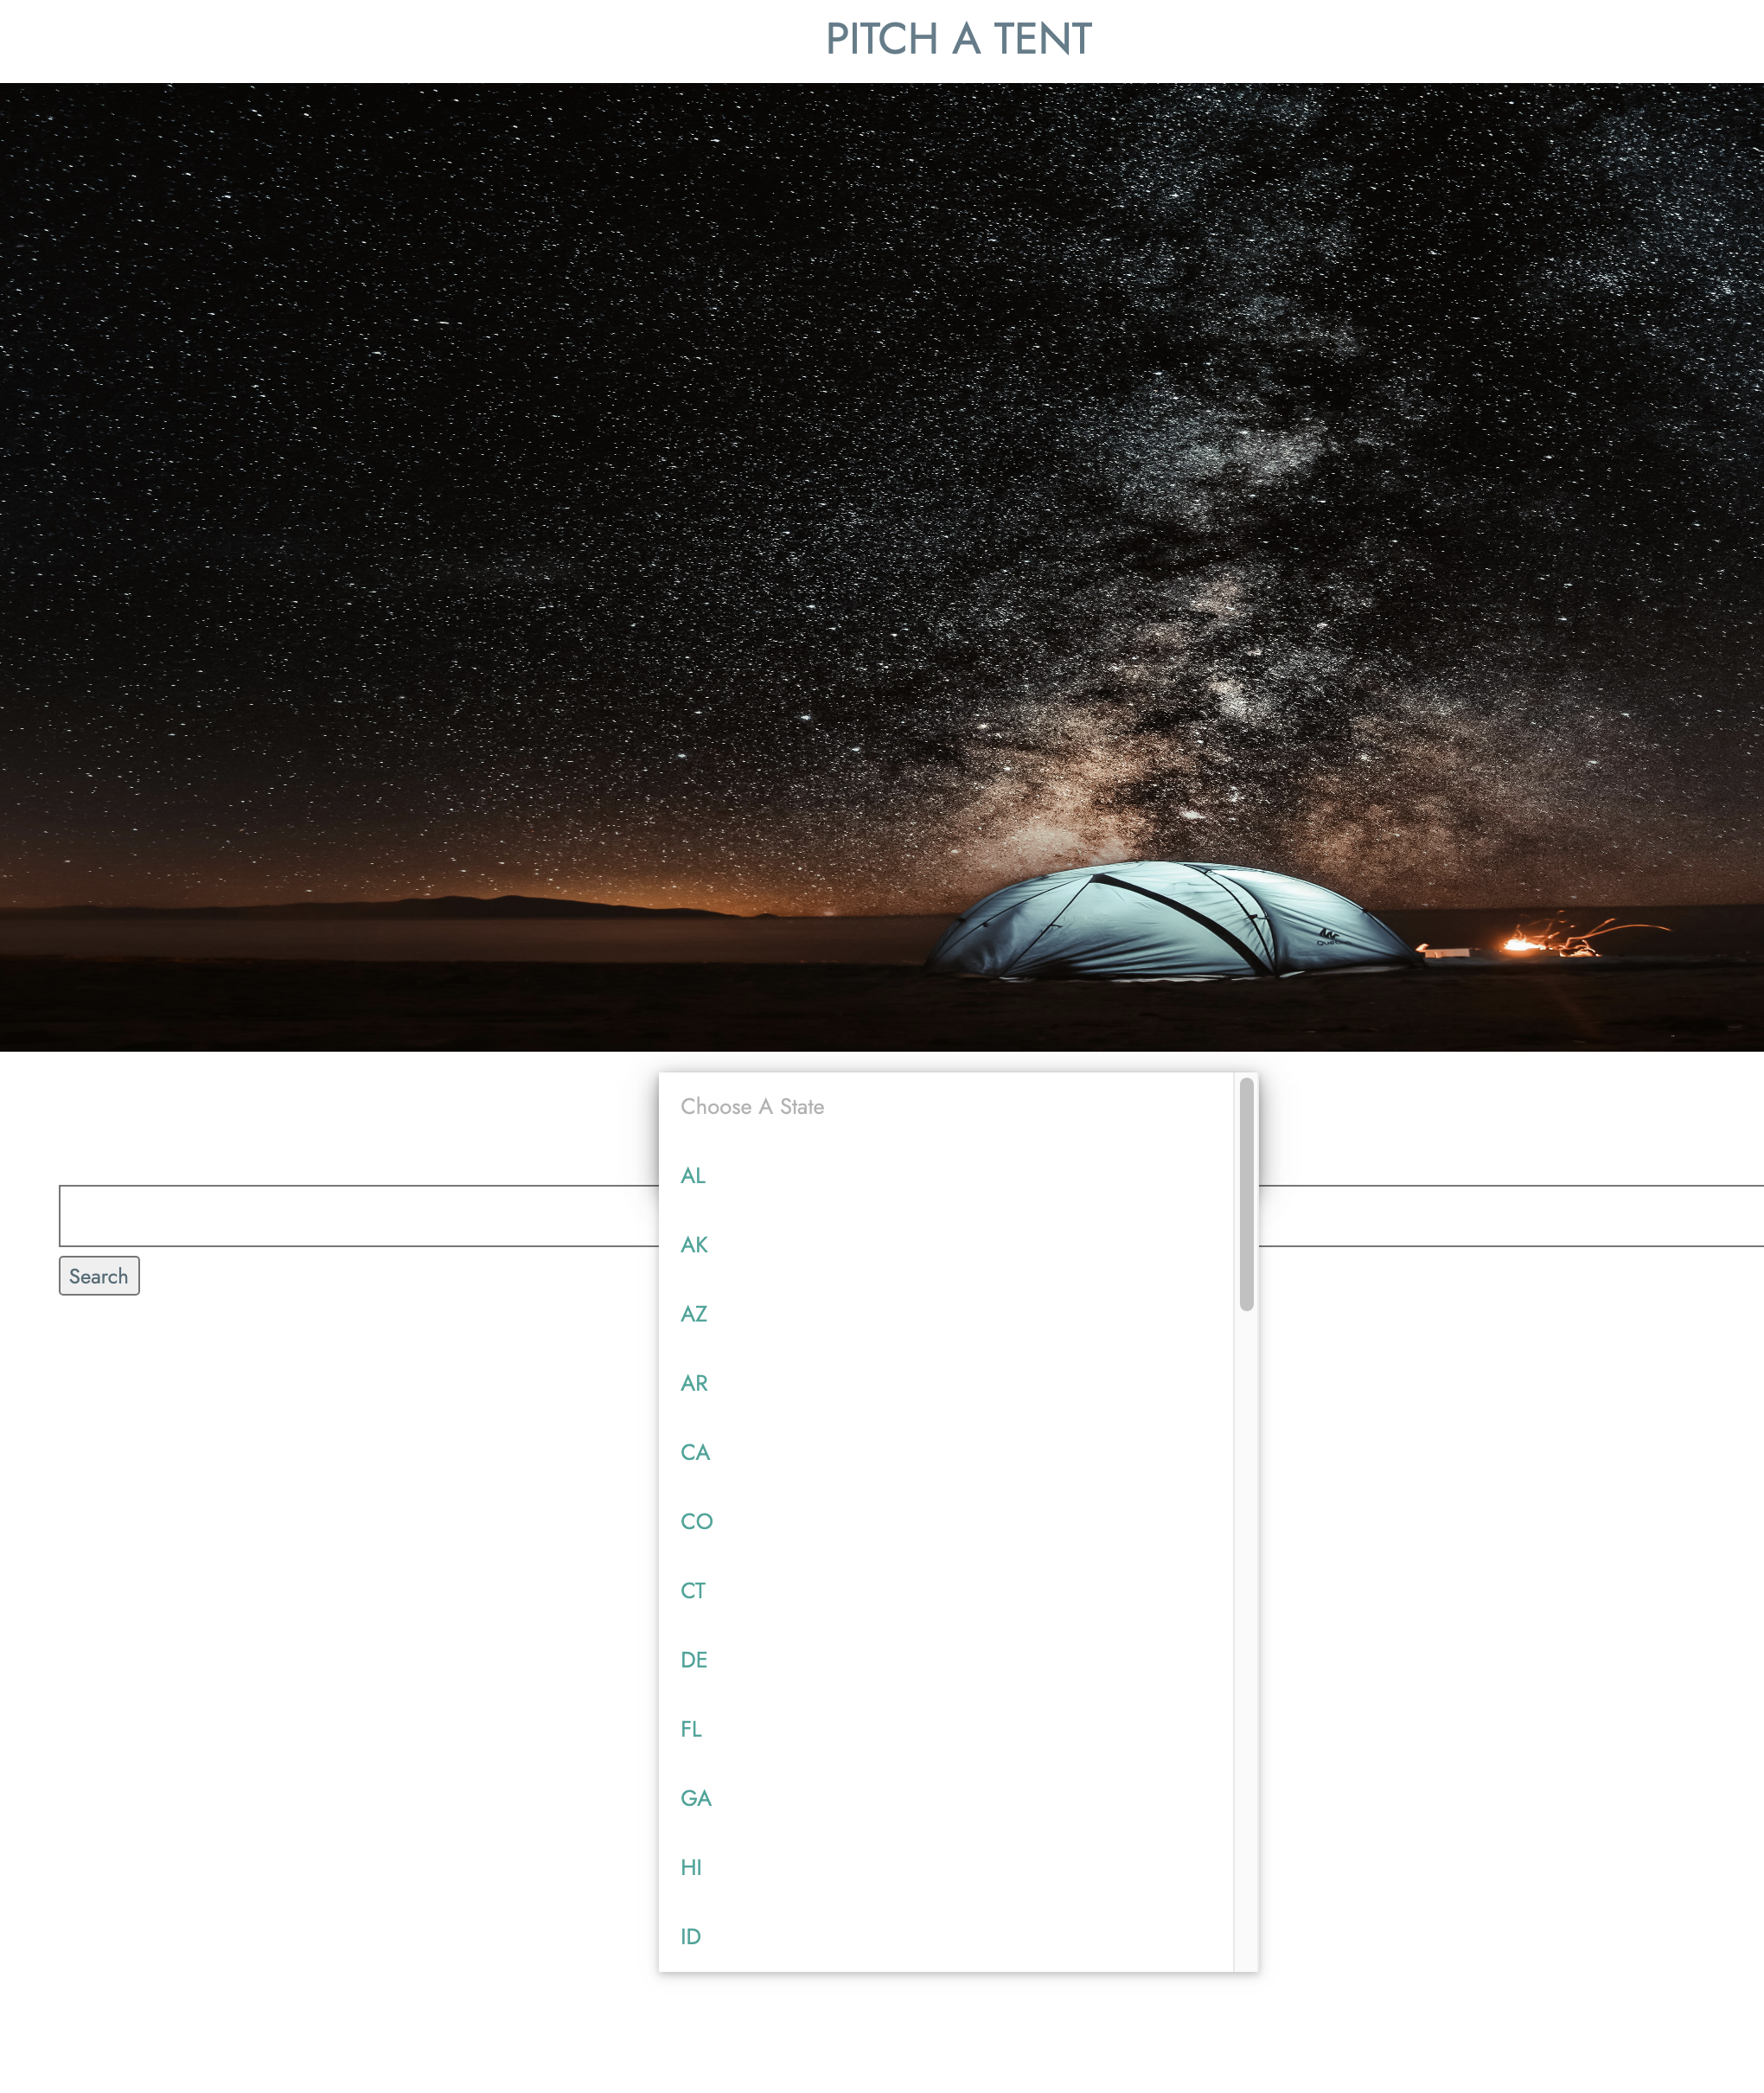 PITCH A TENT
Choose A State
AL
AK
AZ
AR
CA
CO
CT
DE
FL
GA
HI
ID
Search